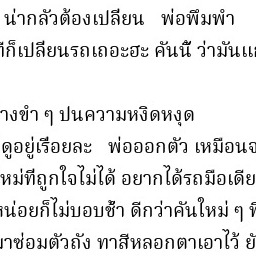 น่ากลัวต้องเปลี่ยน พ่อพึมพำ
ทีก็เปลี่ยนรถเถอะฮะ คันนี้ ว่ามันแ
างขำ ๆ ปนความหงิดหงุด
ดูอยู่เรื่อยละ พ่อออกตัว เหมือนจ
หม่ที่ถูกใจไม่ได้ อยากได้รถมือเดีย
หน่อยก็ไม่บอบช้ำ ดีกว่าคันใหม่ ๆ ที
มาซ่อมตัวถัง ทาสีหลอกตาเอาไว้ ยั